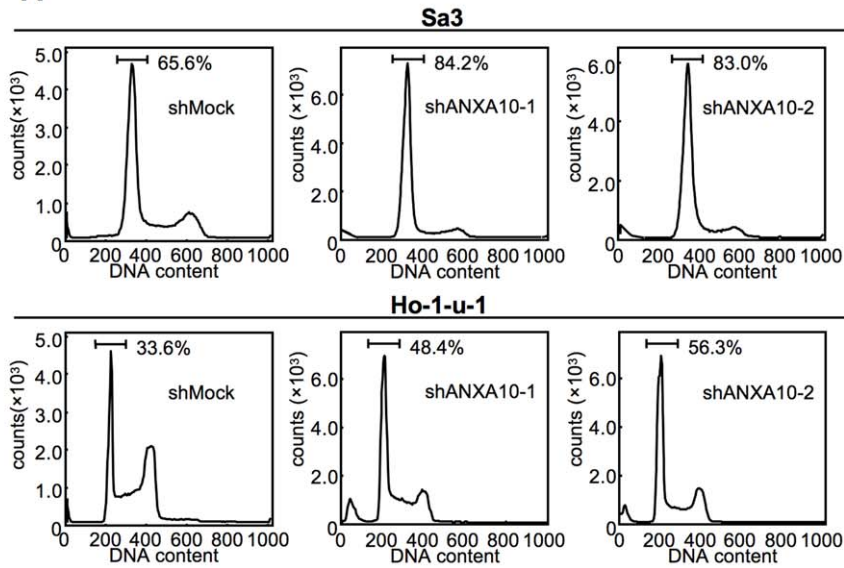 Sa3
65.6%
shMock
counts(×10³)
5.0
4.0
3.0
2.0
1.0
0
0 200 400 600 800 1000
DNA content
84.2%
shANXA10-1
counts (×10³)
6.0
4.0
2.0
0
0 200 400 600 800 1000
DNA content
83.0%
shANXA10-2
counts (×10³)
6.0
4.0
2.0
0
0 200 400 600 800 1000
DNA content
Ho-1-u-1
33.6%
shMock
counts(×10³)
5.0
4.0
3.0
2.0
1.0
0
0 200 400 600 800 1000
DNA content
48.4%
shANXA10-1
counts (×10³)
6.0
4.0
2.0
0
0 200 400 600 800 1000
DNA content
56.3%
shANXA10-2
counts (×10³)
6.0
4.0
2.0
0
0 200 400 600 800 1000
DNA content